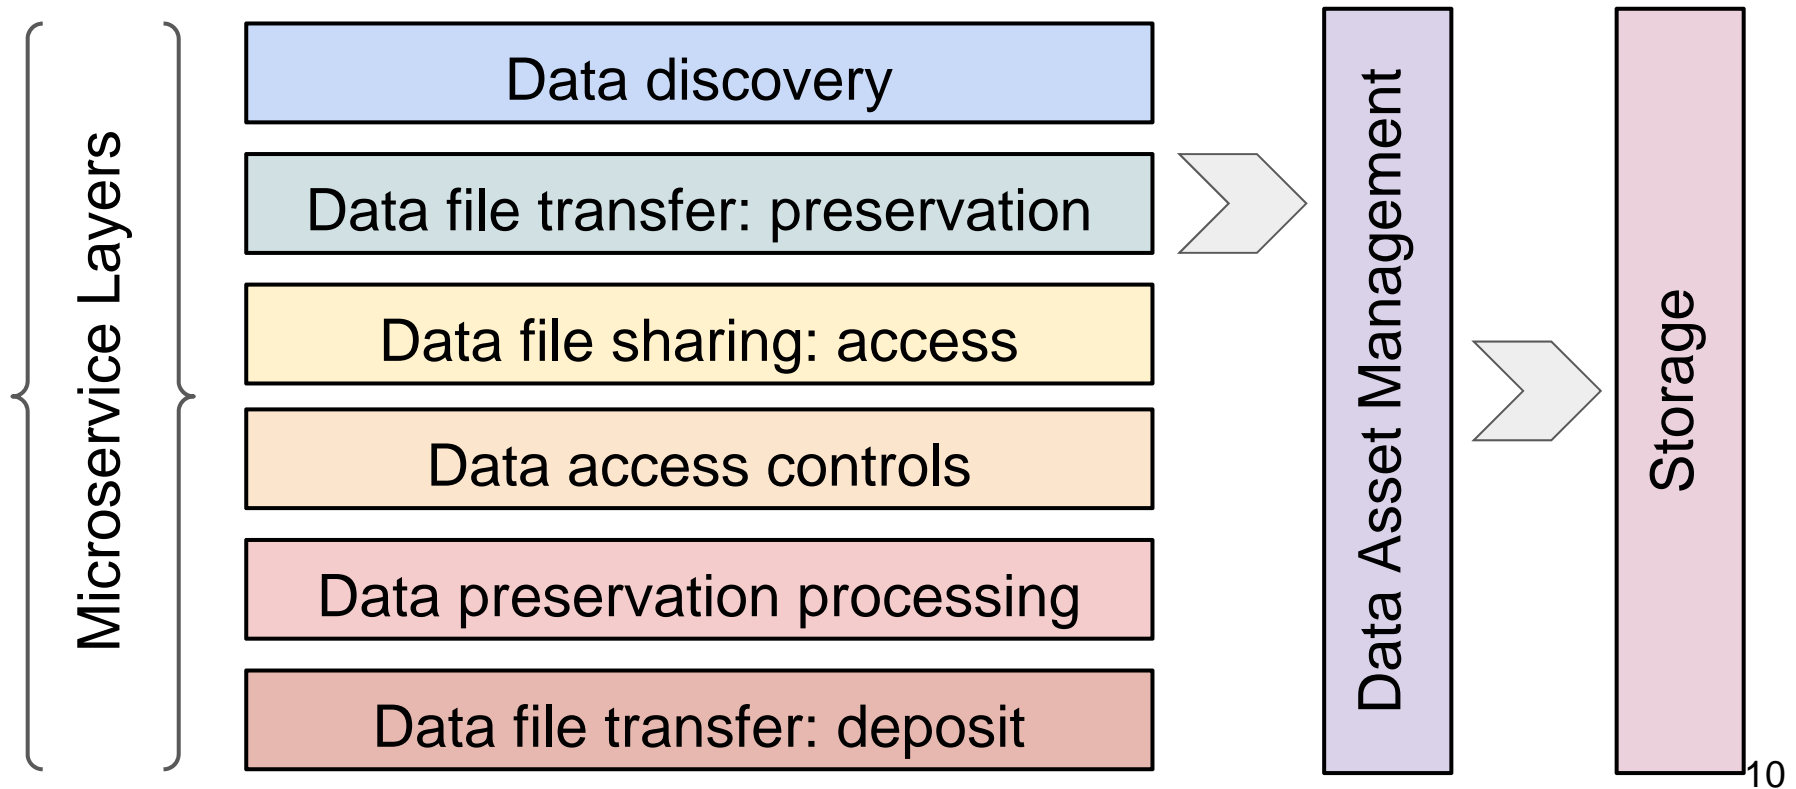 Microservice Layers
Data discovery
Data file transfer: preservation
Data file sharing: access
Data access controls
Data preservation processing
Data file transfer: deposit
Data Asset Management
Storage
10